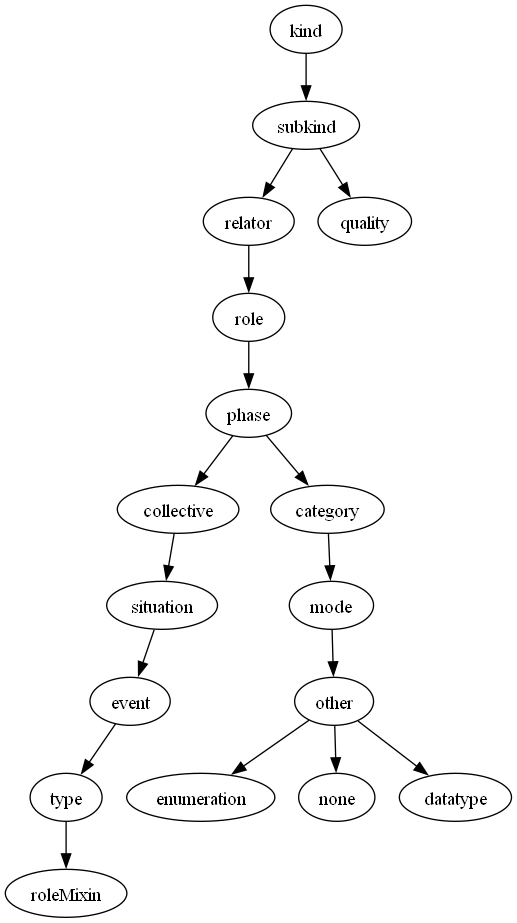 kind
subkind
relator
quality
role
phase
collective
category
situation
mode
event
other
type
enumeration
none
datatype
roleMixin